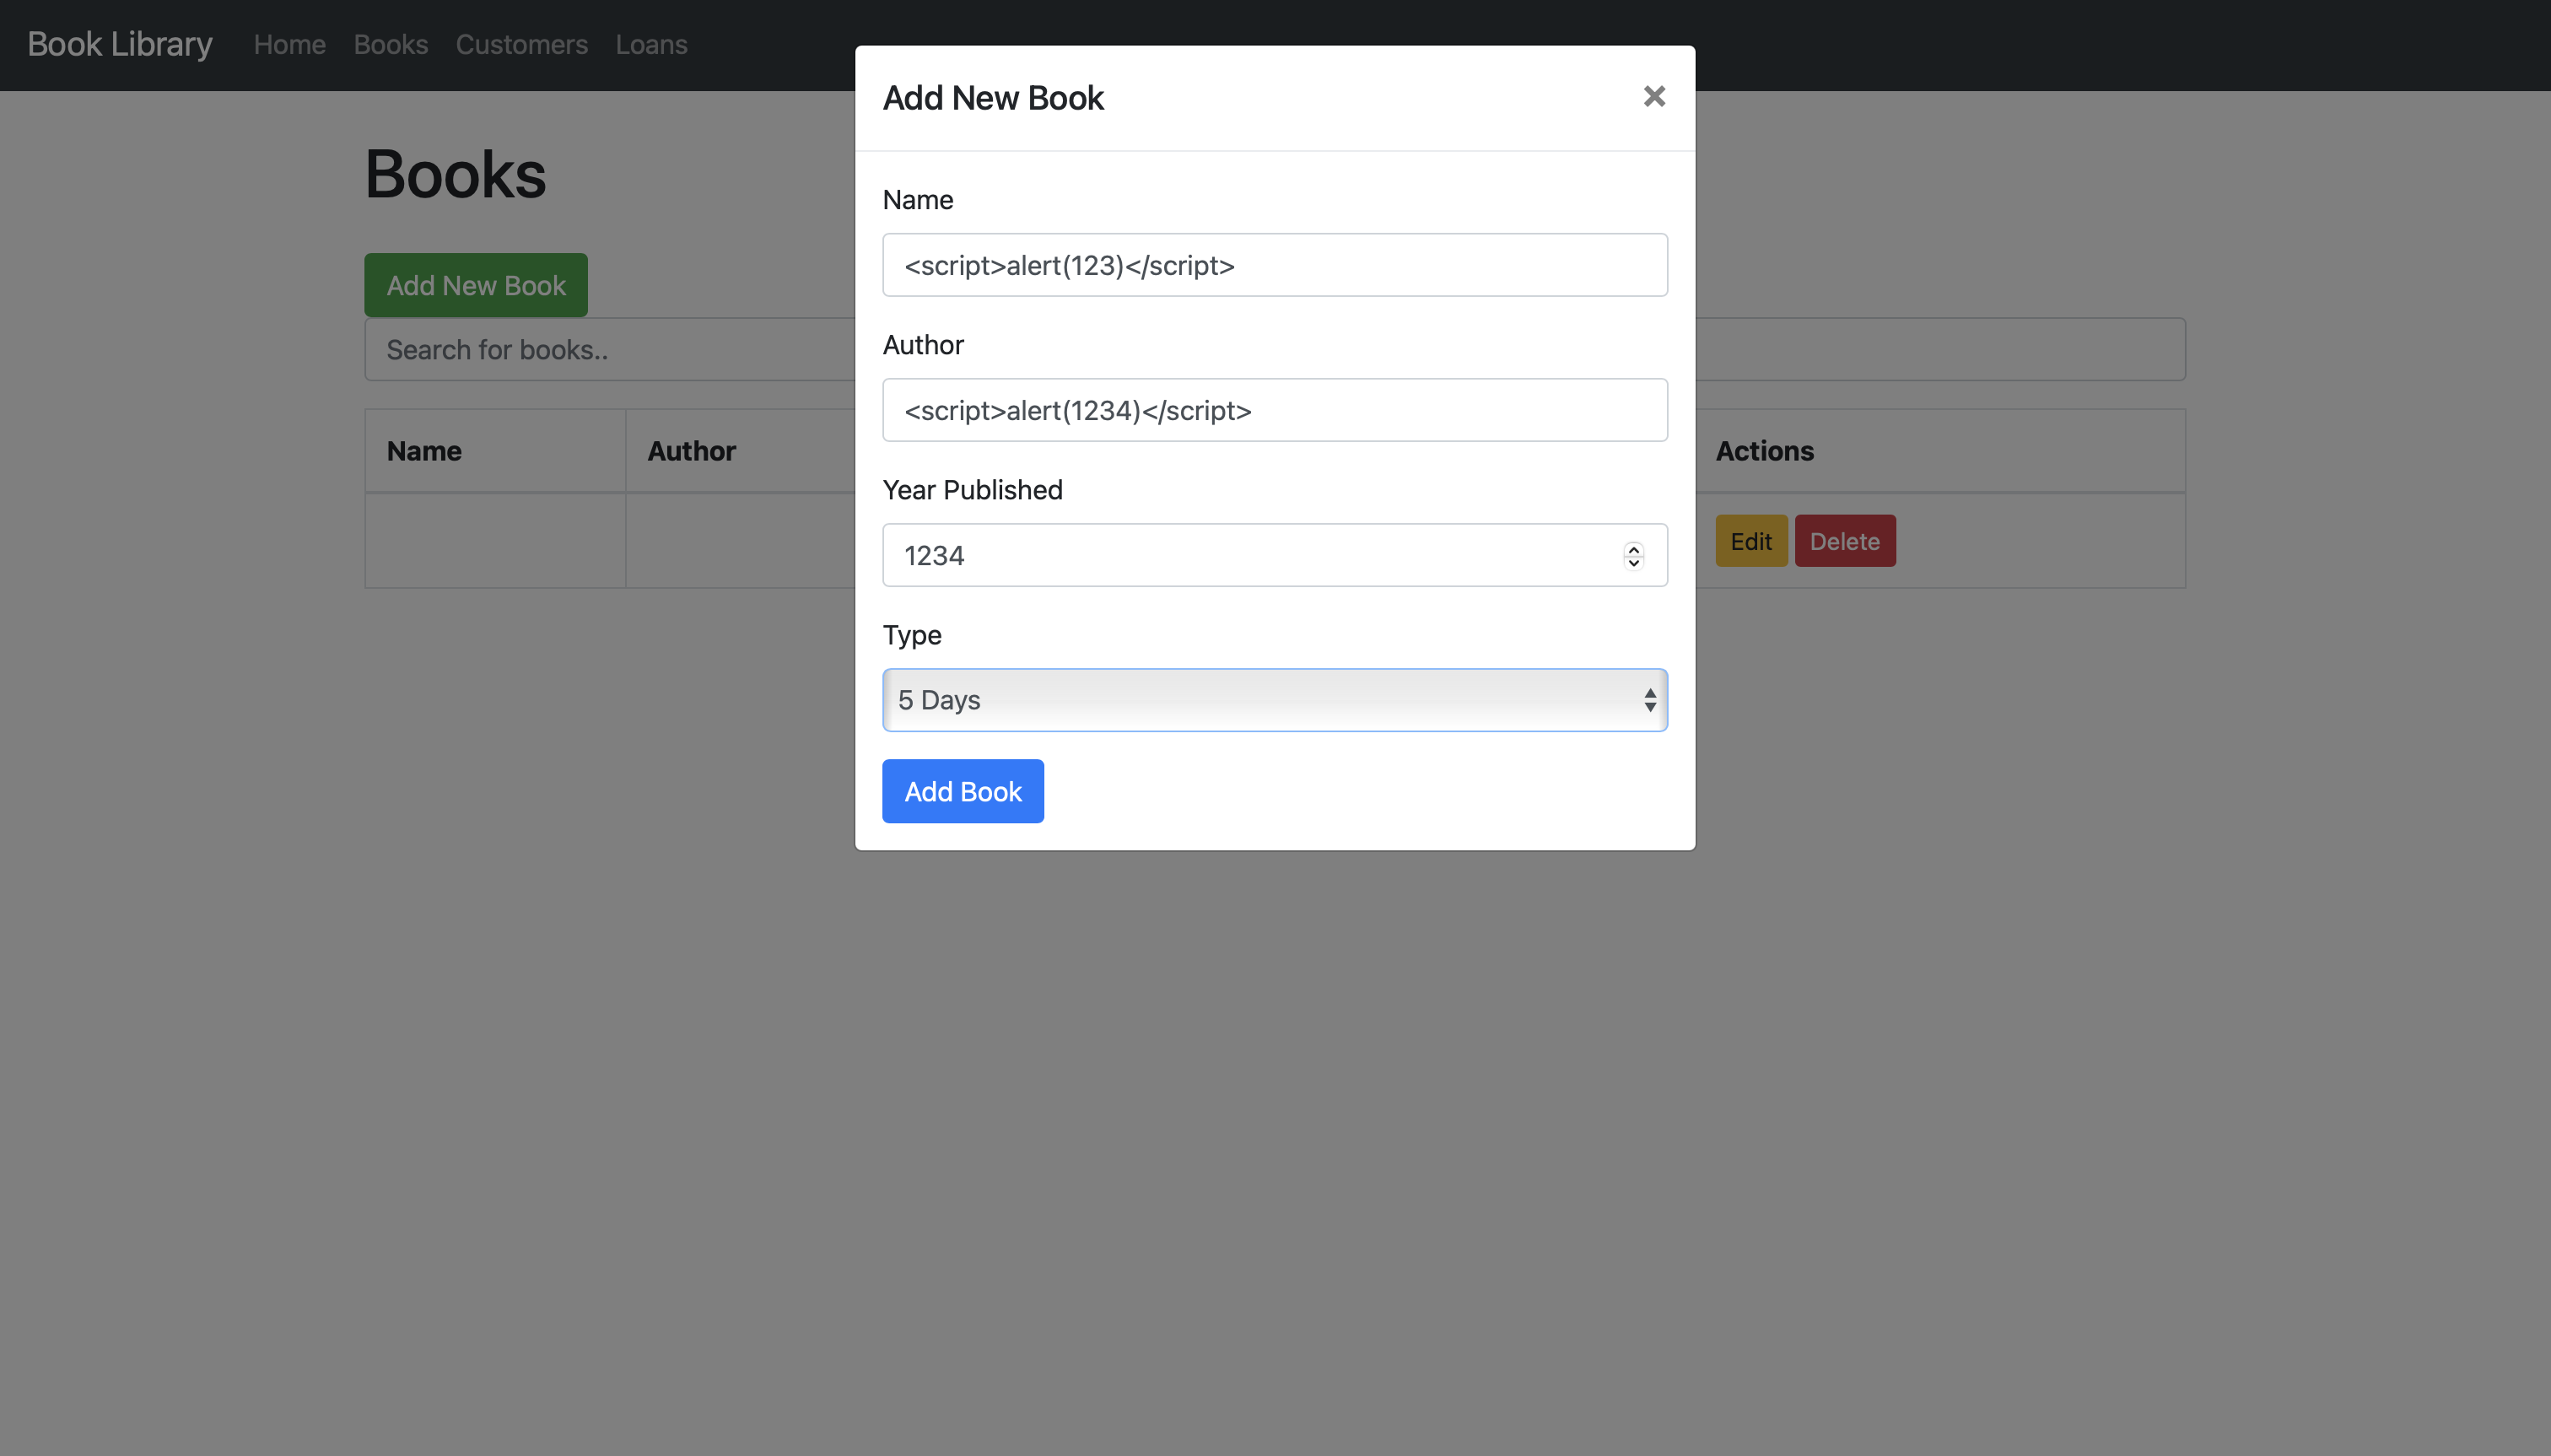 Book Library Home Books Customers Loans
Add New Book ×
Books
Name
<script>alert(123)</script>
Add New Book
Author
Search for books..
<script>alert(1234)</script>
Name Author Actions
Year Published
1234
Edit Delete
Type
5 Days
Add Book